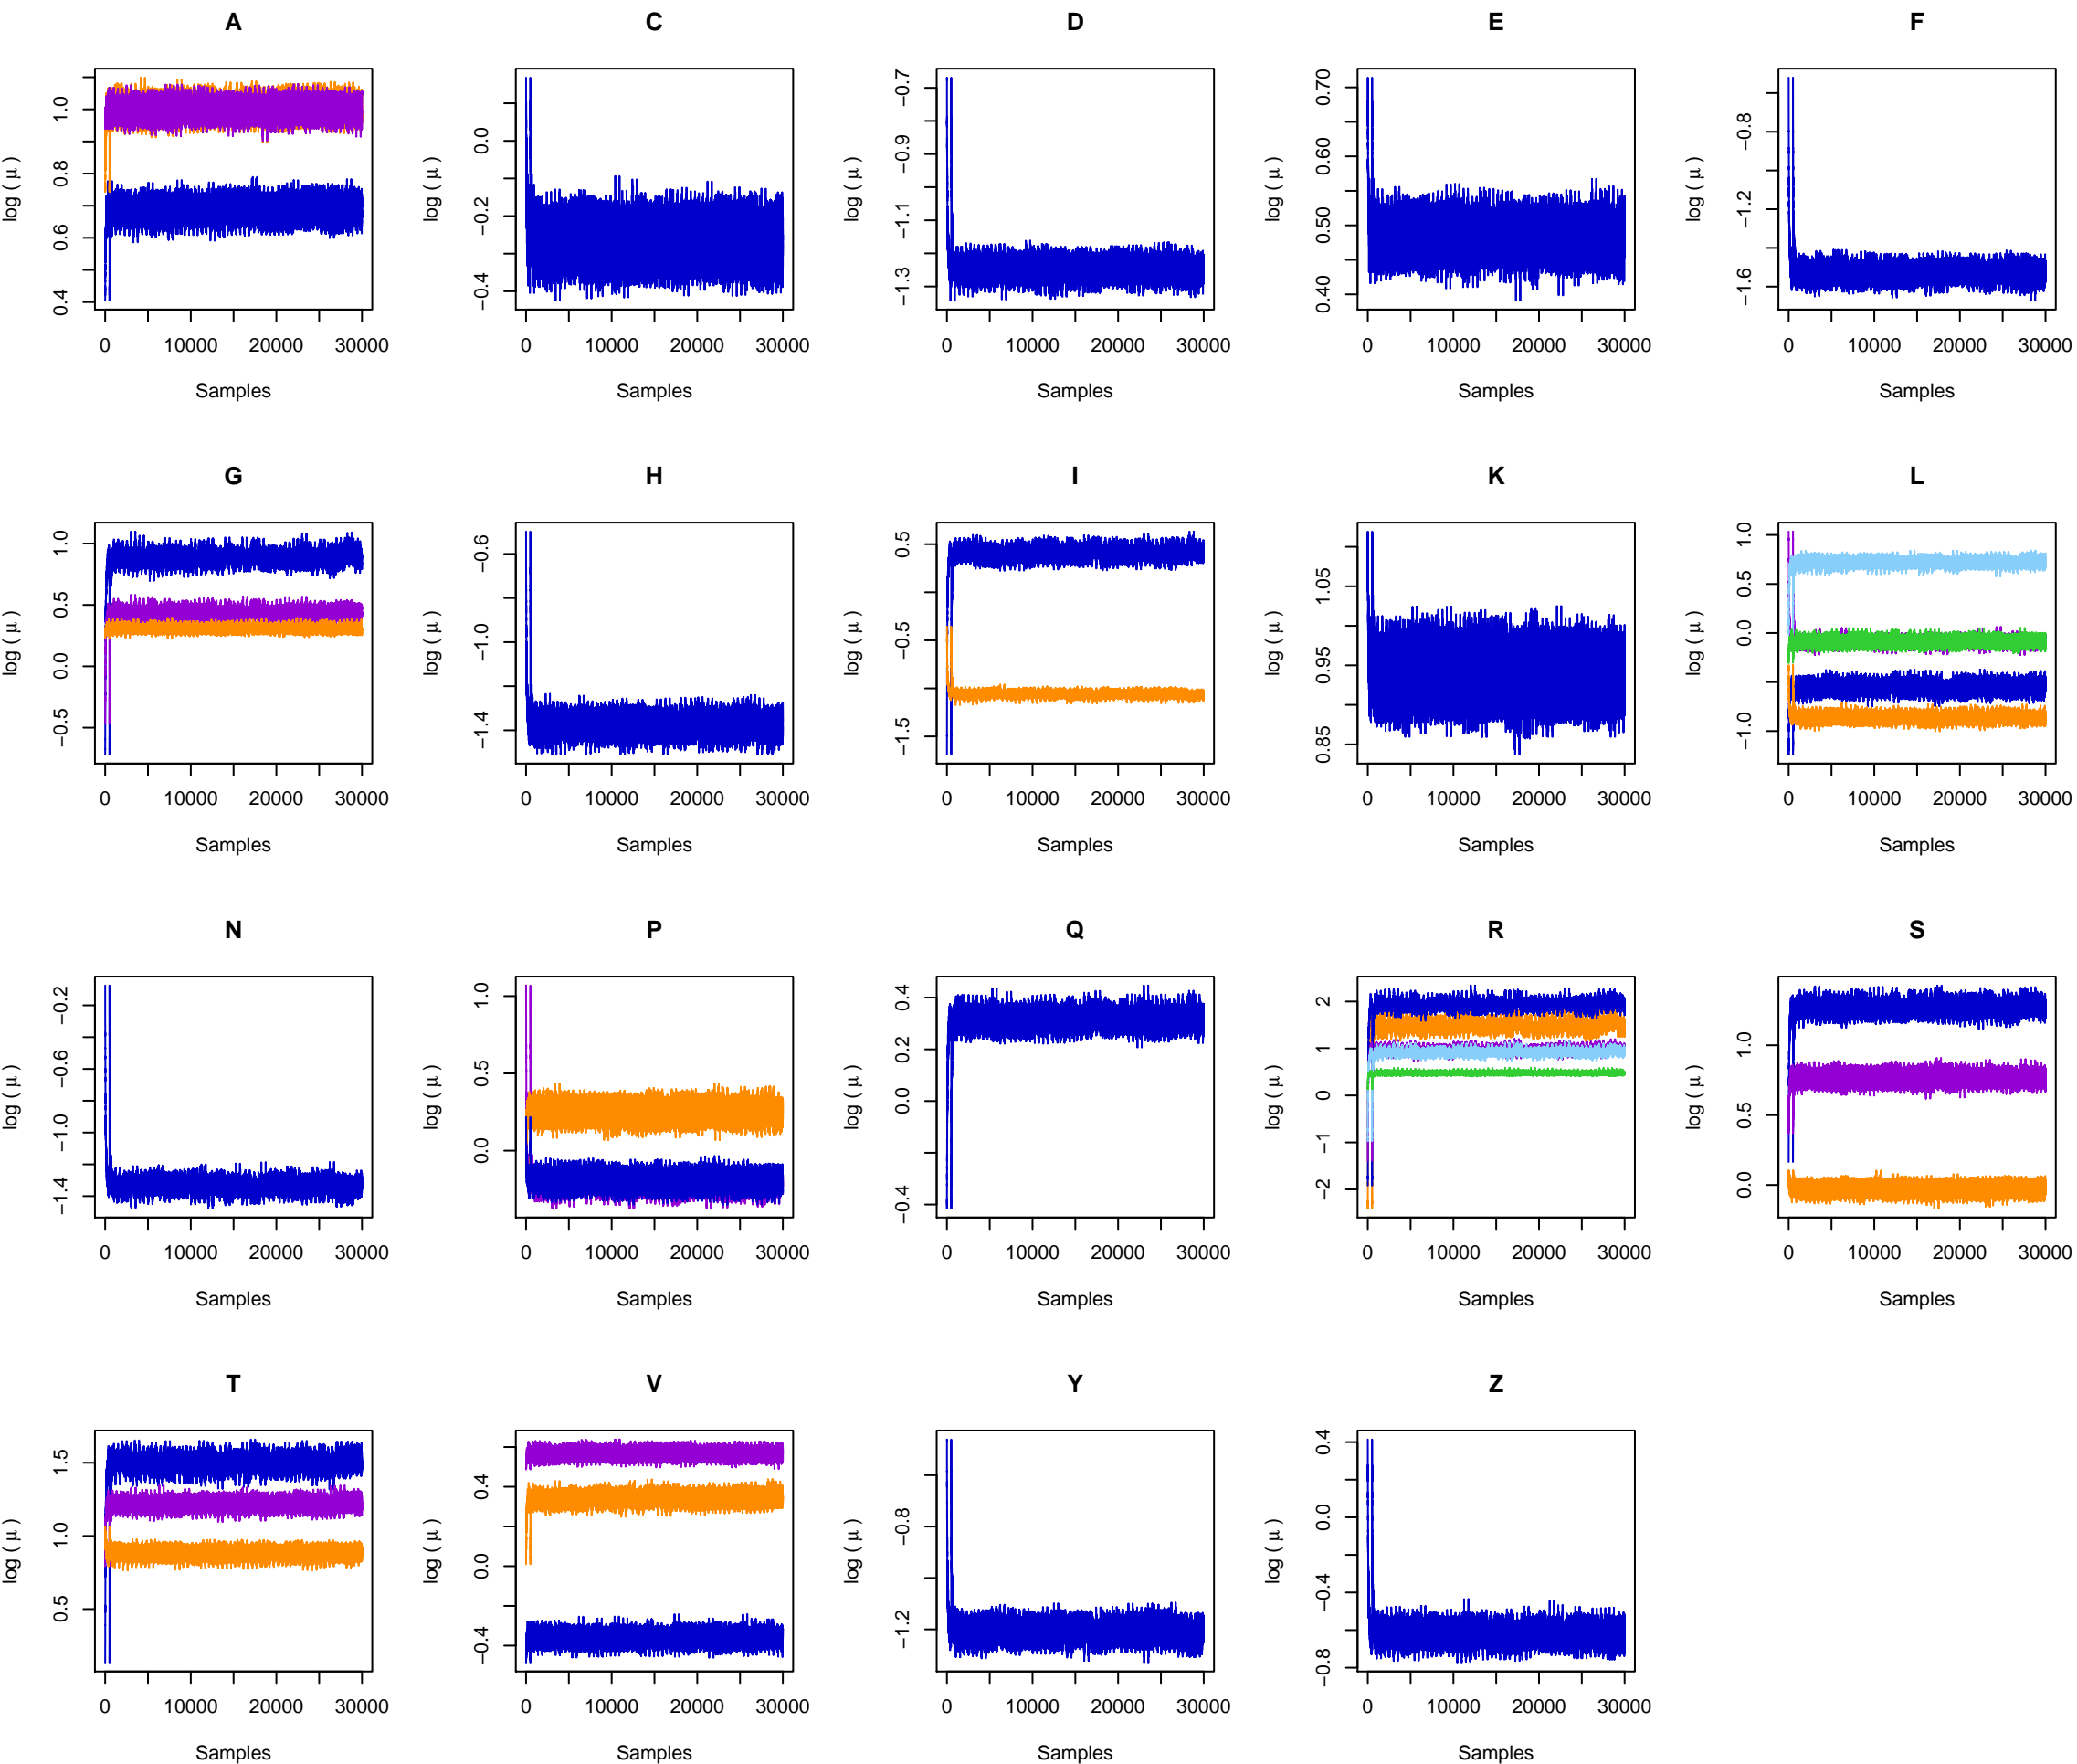 A C D E F
log ( μ ) 0.4 0.6 0.8 1.0
log ( μ ) −0.4 −0.2 0.0
log ( μ ) −1.3 −1.1 −0.9 −0.7
log ( μ ) 0.40 0.50 0.60 0.70
log ( μ ) −1.6 −1.2 −0.8
0 10000 20000 30000 0 10000 20000 30000 0 10000 20000 30000 0 10000 20000 30000 0 10000 20000 30000
Samples Samples Samples Samples Samples
G H I K L
log ( μ ) −0.5 0.0 0.5 1.0
log ( μ ) −1.4 −1.0 −0.6
log ( μ ) −1.5 −0.5 0.5
log ( μ ) 0.85 0.95 1.05
log ( μ ) −1.0 0.0 0.5 1.0
0 10000 20000 30000 0 10000 20000 30000 0 10000 20000 30000 0 10000 20000 30000 0 10000 20000 30000
Samples Samples Samples Samples Samples
N P Q R S
log ( μ ) −1.4 −1.0 −0.6 −0.2
log ( μ ) 0.0 0.5 1.0
log ( μ ) −0.4 0.0 0.2 0.4
log ( μ ) −2 −1 0 1 2
log ( μ ) 0.0 0.5 1.0
0 10000 20000 30000 0 10000 20000 30000 0 10000 20000 30000 0 10000 20000 30000 0 10000 20000 30000
Samples Samples Samples Samples Samples
T V Y Z
log ( μ ) 0.5 1.0 1.5
log ( μ ) −0.4 0.0 0.4
log ( μ ) −1.2 −0.8
log ( μ ) −0.8 −0.4 0.0 0.4
0 10000 20000 30000 0 10000 20000 30000 0 10000 20000 30000 0 10000 20000 30000
Samples Samples Samples Samples